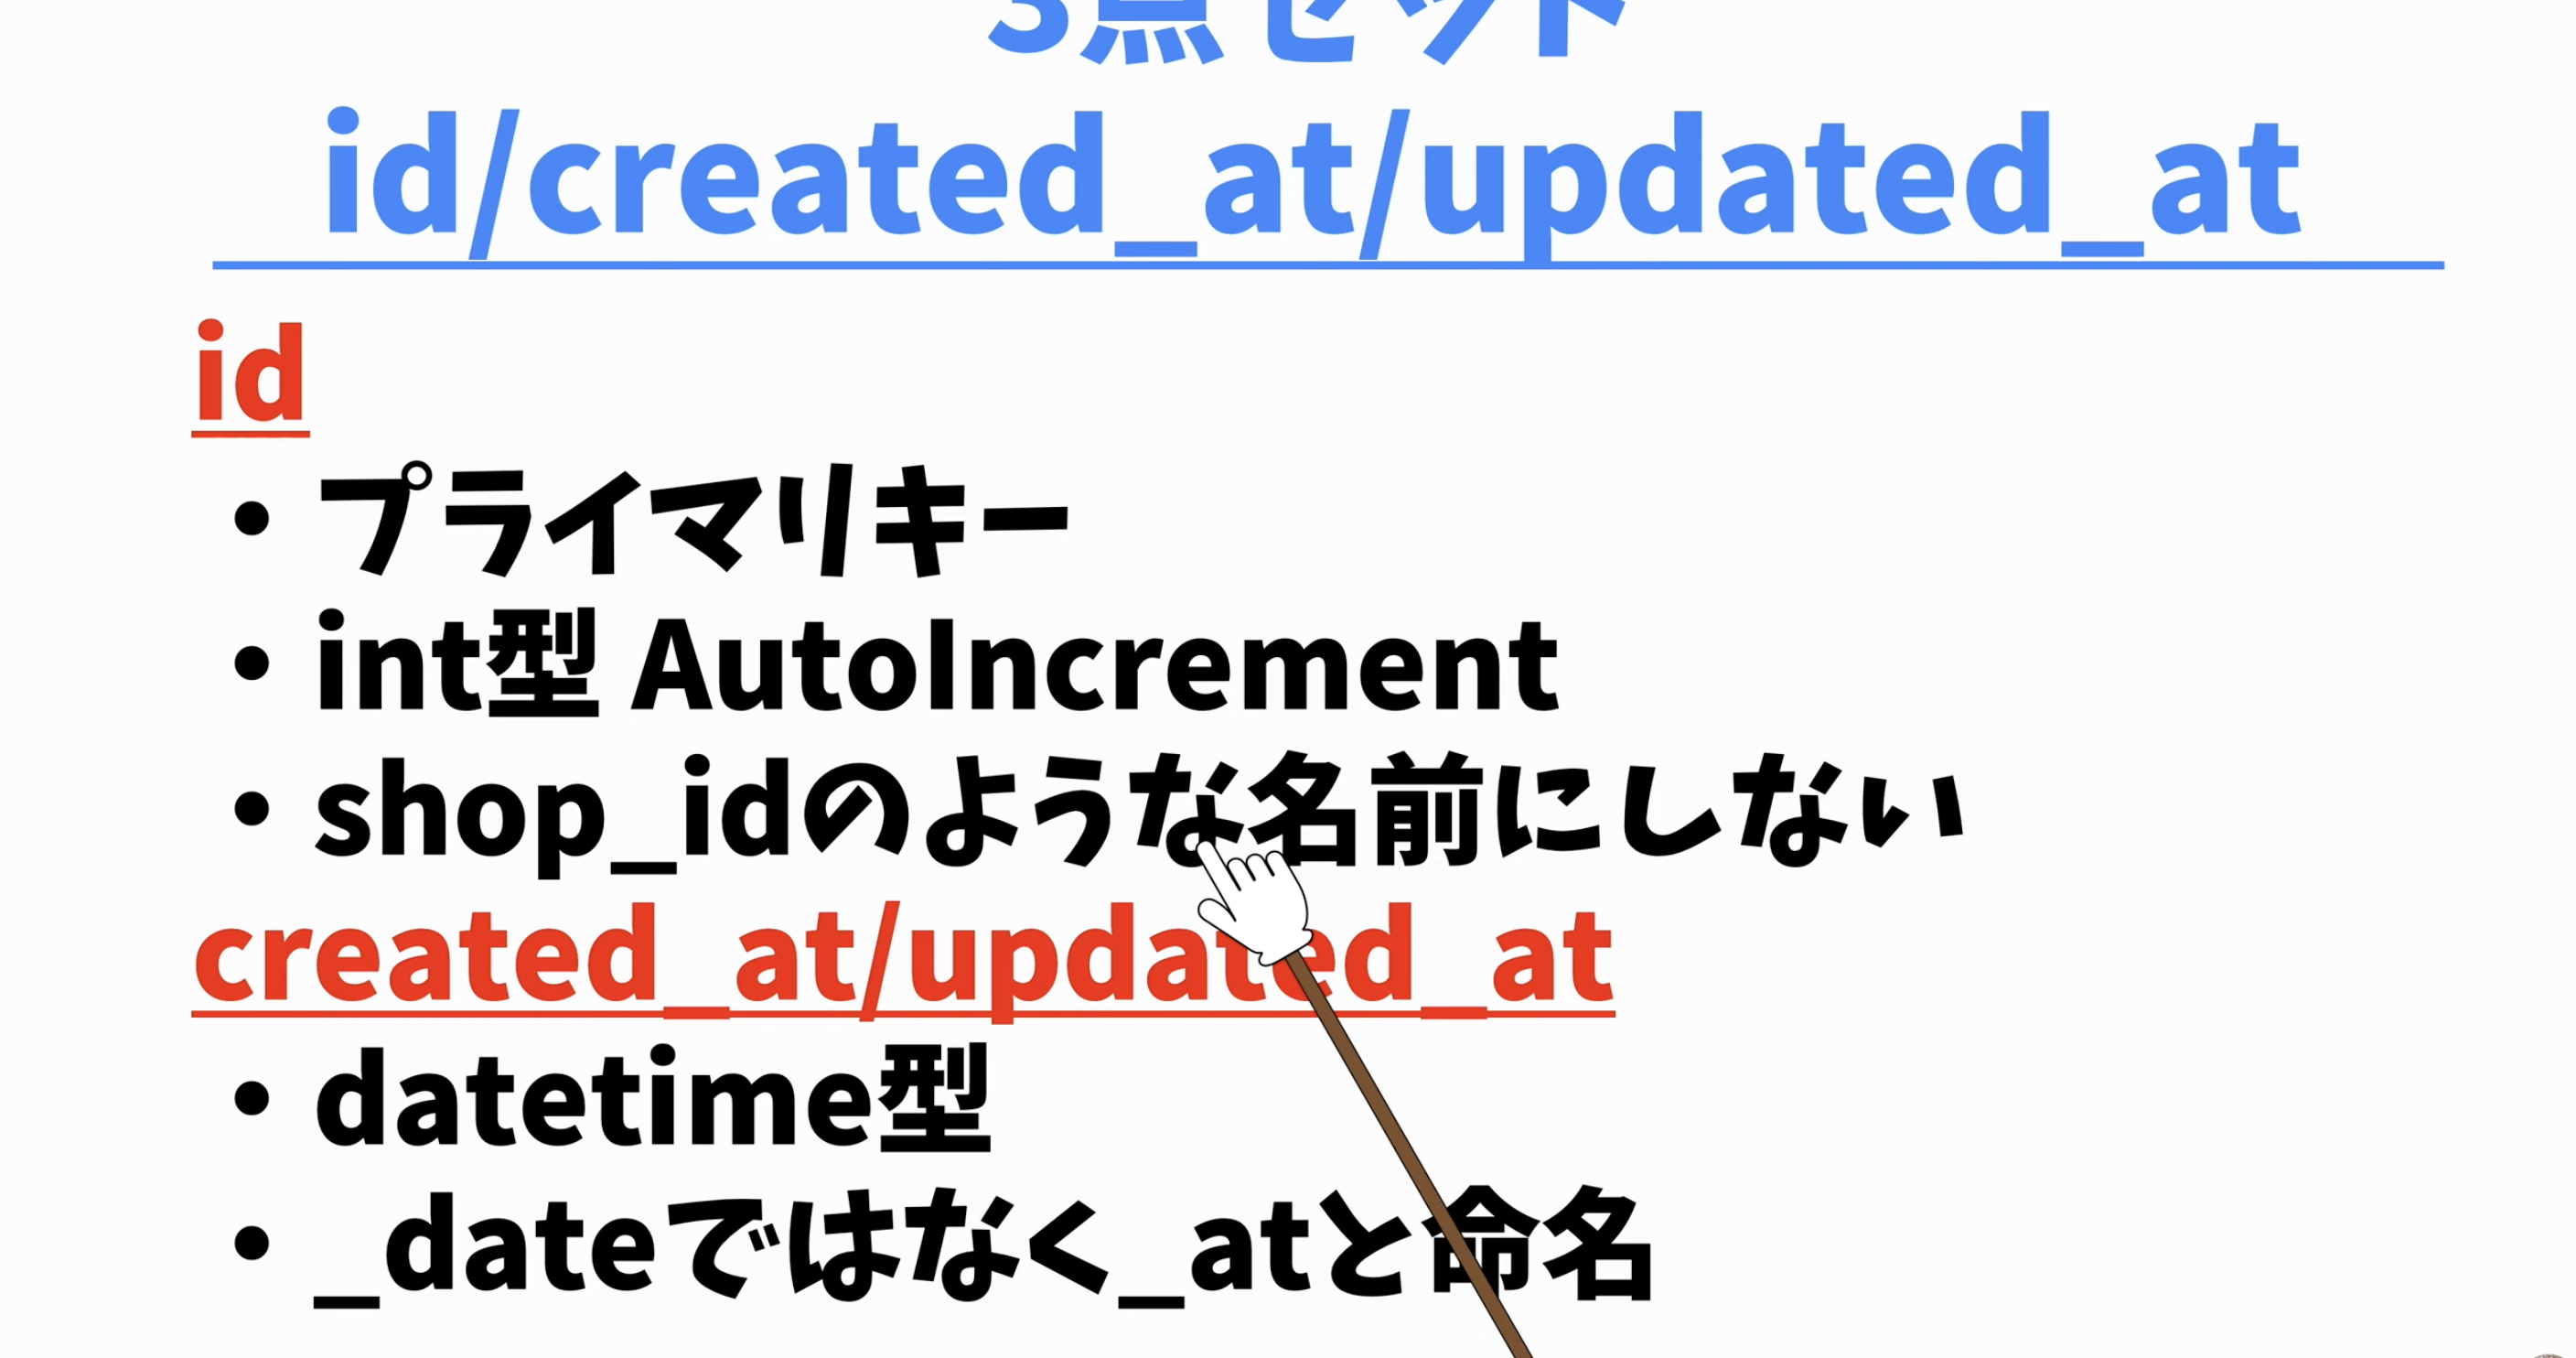 3点セット
id/created_at/updated_at
id
・プライマリキー
・int型 AutoIncrement
・shop_idのような名前にしない
created_at/updated_at
・datetime型
・_dateではなく_atと命名